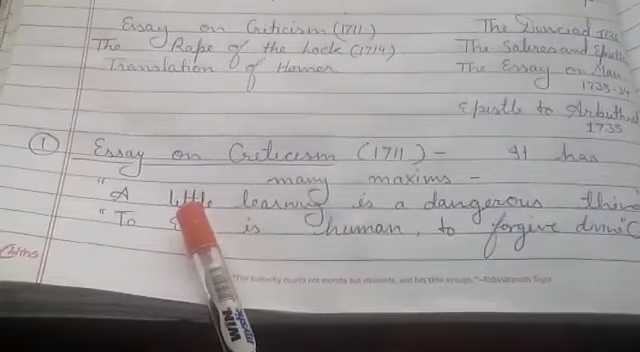 Essay on Criticism (1711)
The Rape of the Lock (1714)
Translation of Homer
The Dunciad
The Satires and
The Essay on Man
1733-34
Epistle to Arbuthnot
1735
① Essay on Criticism (1711) - It has
many maxims -
"A little learning is a dangerous thing
"To is human, to forgive divine"
"The butterfly counts not months but moments, and has time enough." -Rabindranath Tagore
WIN